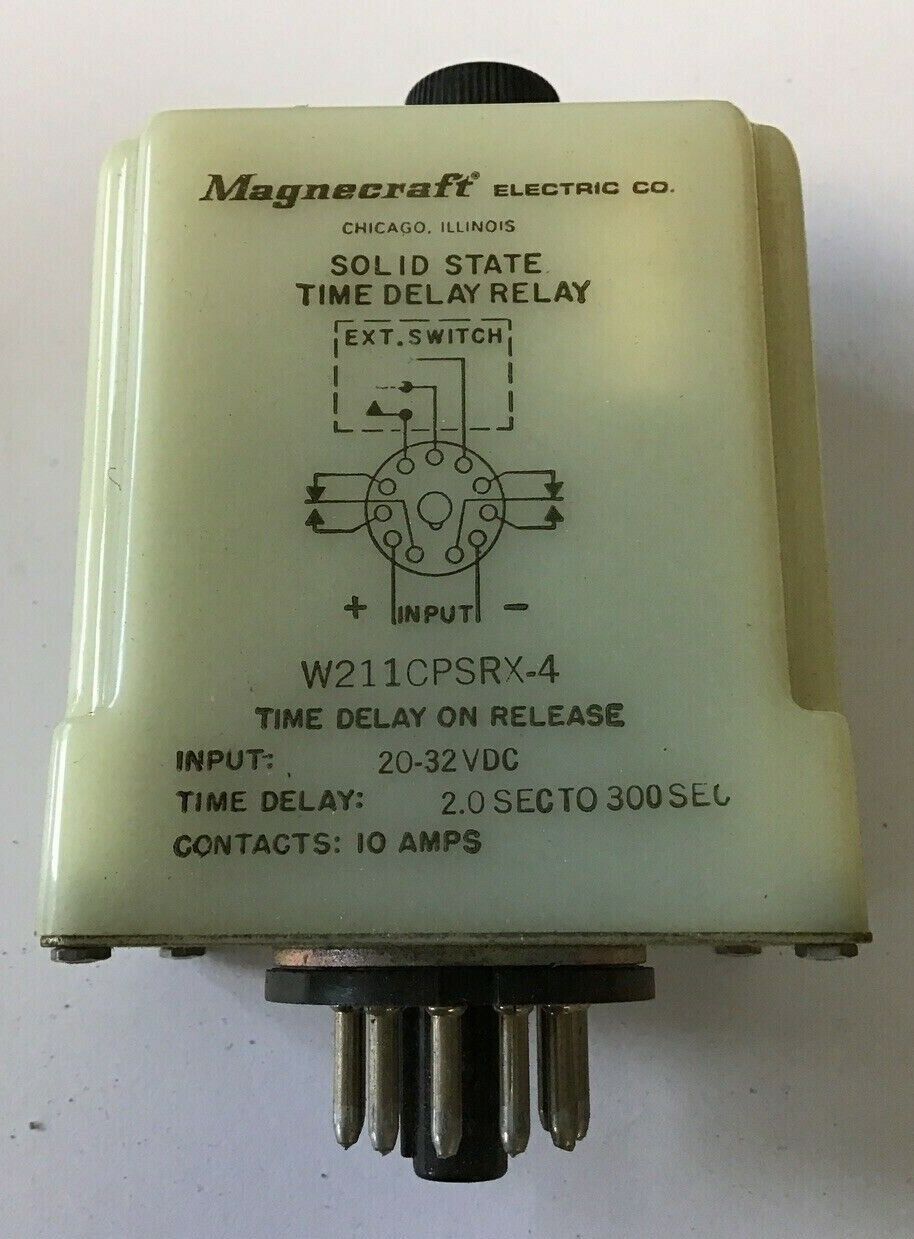 Magnecraft® ELECTRIC CO.
CHICAGO, ILLINOIS
SOLID STATE
TIME DELAY RELAY
EXT. SWITCH
+ INPUT -
W211CPSRX-4
TIME DELAY ON RELEASE
INPUT: 20-32VDC
TIME DELAY: 2.0 SEC TO 300 SEC
CONTACTS: 10 AMPS